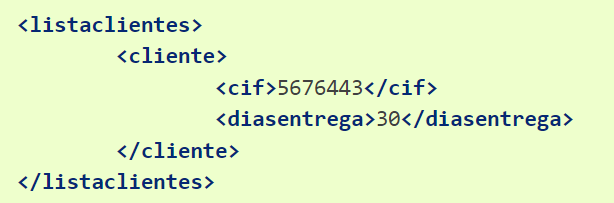 <listaclientes>
<cliente>
<cif>5676443</cif>
<diasentrega>30</diasentrega>
</cliente>
</listaclientes>